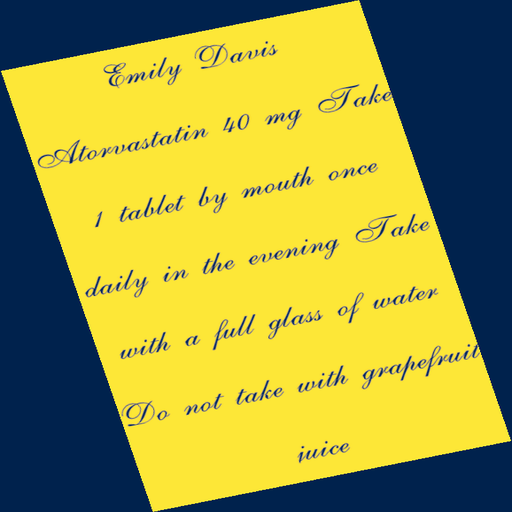 Emily Davis
Atorvastatin 40 mg Take
1 tablet by mouth once
daily in the evening Take
with a full glass of water
Do not take with grapefruit
juice